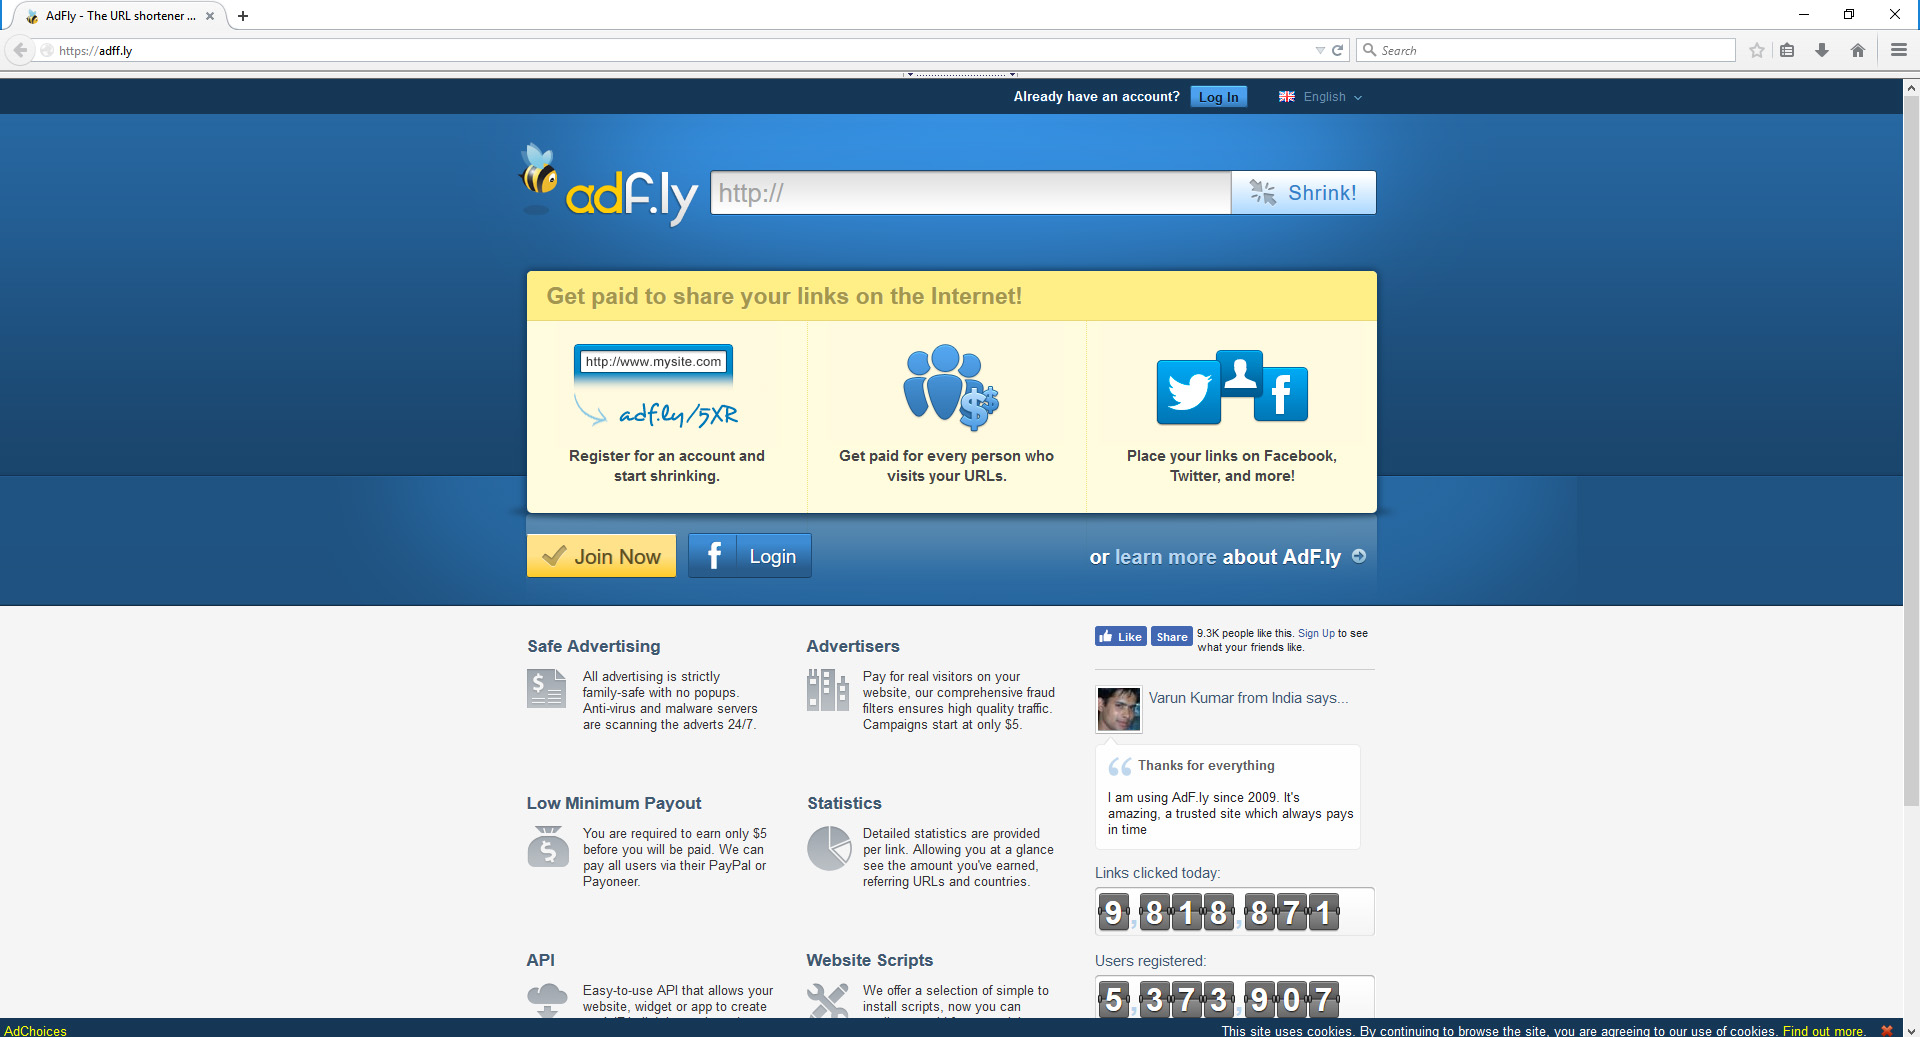 AdFly - The URL shortener ...
https://adff.ly
Search
Already have an account?
Log In
English
adf.ly
http://
Shrink!
Get paid to share your links on the Internet!
http://www.mysite.com
adf.ly/5XR
Register for an account and
start shrinking.
Get paid for every person who
visits your URLs.
Place your links on Facebook,
Twitter, and more!
Join Now
Login
or learn more about AdF.ly
Safe Advertising
All advertising is strictly
family-safe with no popups.
Anti-virus and malware servers
are scanning the adverts 24/7.
Advertisers
Pay for real visitors on your
website, our comprehensive fraud
filters ensures high quality traffic.
Campaigns start at only $5.
Like
Share
9.3K people like this. Sign Up to see
what your friends like.
Varun Kumar from India says...
Thanks for everything
I am using AdF.ly since 2009. It's
amazing, a trusted site which always pays
in time
Low Minimum Payout
You are required to earn only $5
before you will be paid. We can
pay all users via their PayPal or
Payoneer.
Statistics
Detailed statistics are provided
per link. Allowing you at a glance
see the amount you've earned,
referring URLs and countries.
Links clicked today:
9,818,871
API
Easy-to-use API that allows your
website, widget or app to create
Website Scripts
We offer a selection of simple to
install scripts, now you can
Users registered:
5,373,907
AdChoices
This site uses cookies. By continuing to browse the site, you are agreeing to our use of cookies. Find out more.